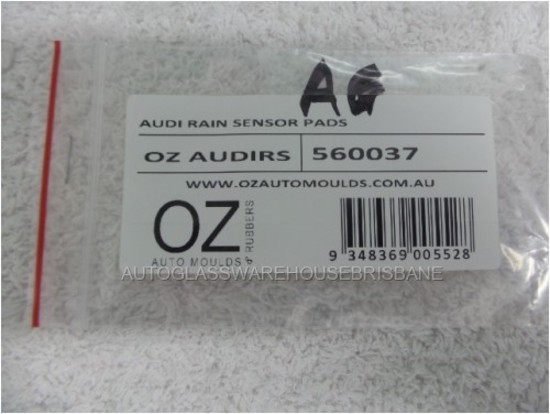 AG
AUDI RAIN SENSOR PADS
OZ AUDIRS 560037
WWW.OZAUTOMOULDS.COM.AU
OZ
AUTO MOULDS & RUBBERS
9 348369 005528
AUTOGLASSWAREHOUSEBRISBANE